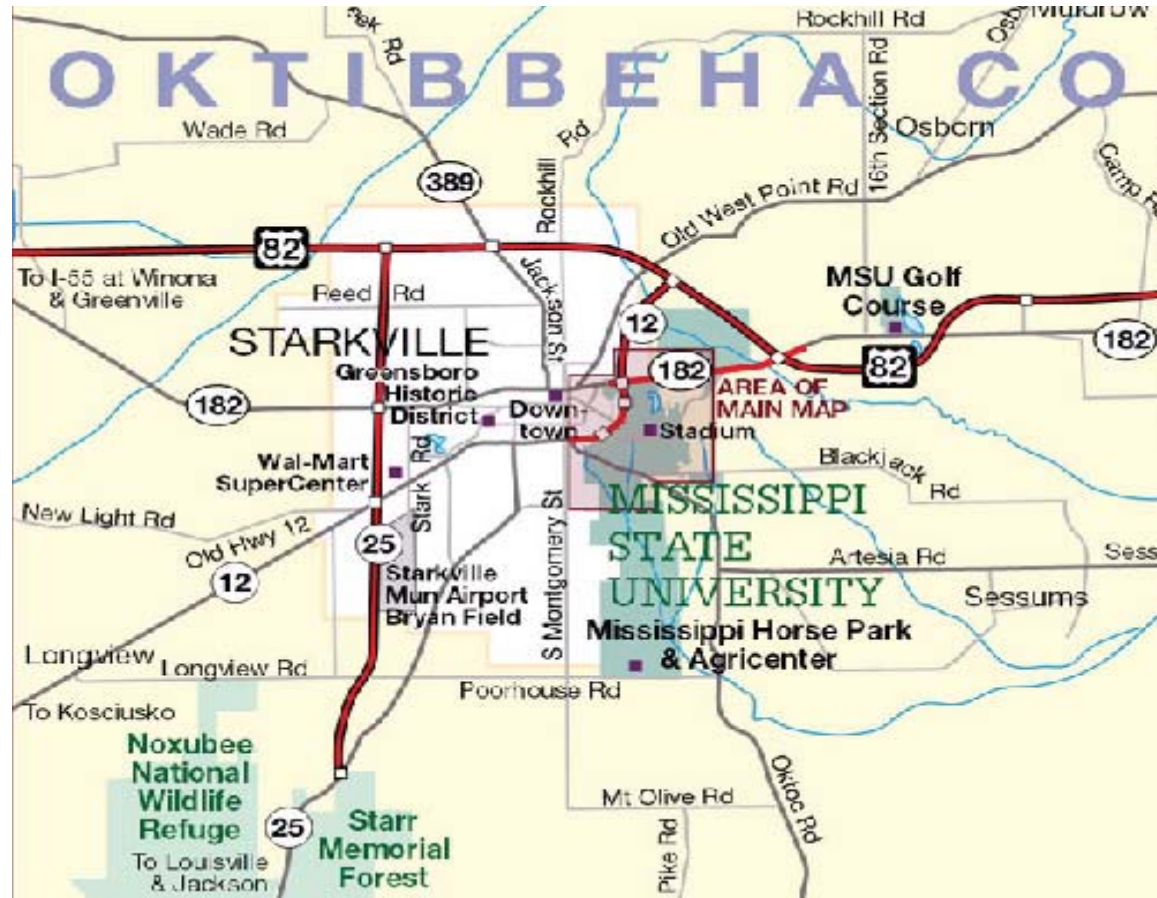 Rockhill Rd
Muldrow
OKTIBBEHA CO
Wade Rd
16th Section Rd
Osborn
389
Rockhill Rd
Old West Point Rd
Camp Rd
82
To I-55 at Winona
& Greenville
Reed Rd
Jackson St
MSU Golf
Course
12
STARKVILLE
182
82
182
Greensboro
Historic
District
182
Down-
town
AREA OF
MAIN MAP
Stadium
Wal-Mart
SuperCenter
Stark Rd
Blackjack
Rd
New Light Rd
Old Hwy 12
25
12
S Montgomery St
MISSISSIPPI
STATE
UNIVERSITY
Artesia Rd
Sess
Starkville
Mun Airport
Bryan Field
Sessums
Mississippi Horse Park
& Agricenter
Longview
Longview Rd
Poorhouse Rd
To Kosciusko
Noxubee
National
Wildlife
Refuge
Oktoc Rd
Mt Olive Rd
25
Starr
Memorial
Forest
Pike Rd
To Louisville
& Jackson